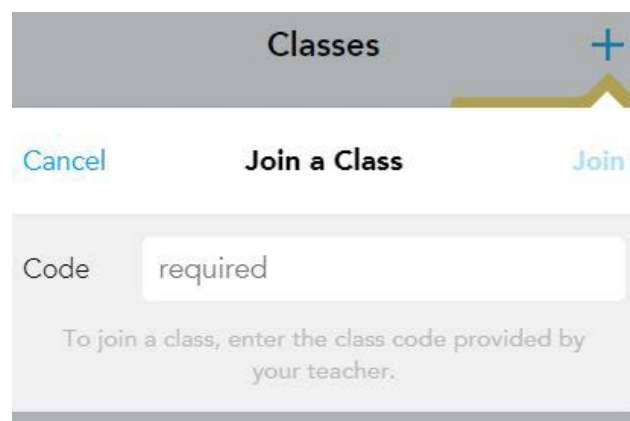 Classes +
Cancel Join a Class Join
Code required
To join a class, enter the class code provided by
your teacher.